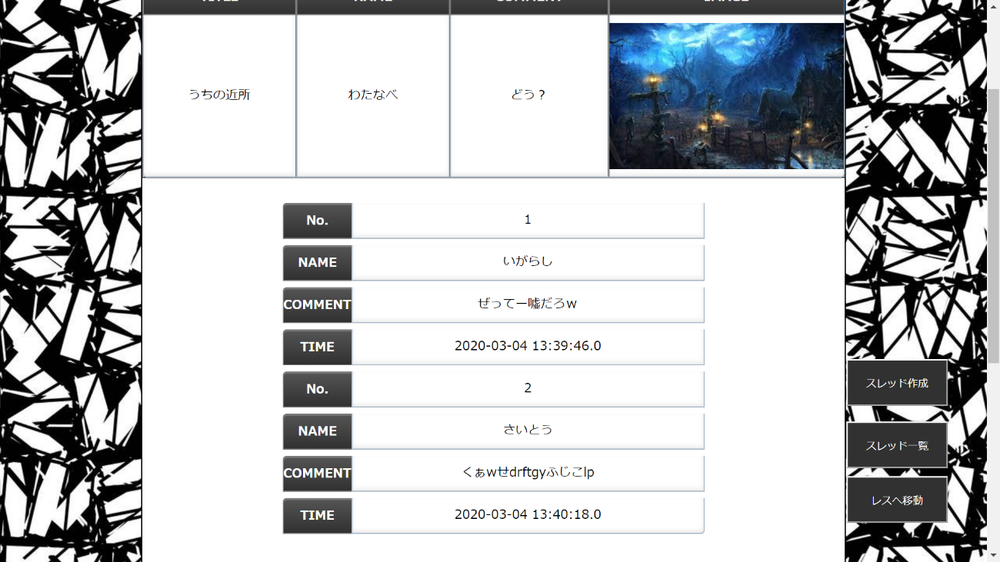 TITLE NAME COMMENT IMAGE
うちの近所 わたなべ どう？
No. 1
NAME いがらし
COMMENT ぜってー嘘だろw
TIME 2020-03-04 13:39:46.0
No. 2
NAME さいとう
COMMENT くぁwせdrftgyふじこlp
TIME 2020-03-04 13:40:18.0
スレッド作成
スレッド一覧
レスへ移動